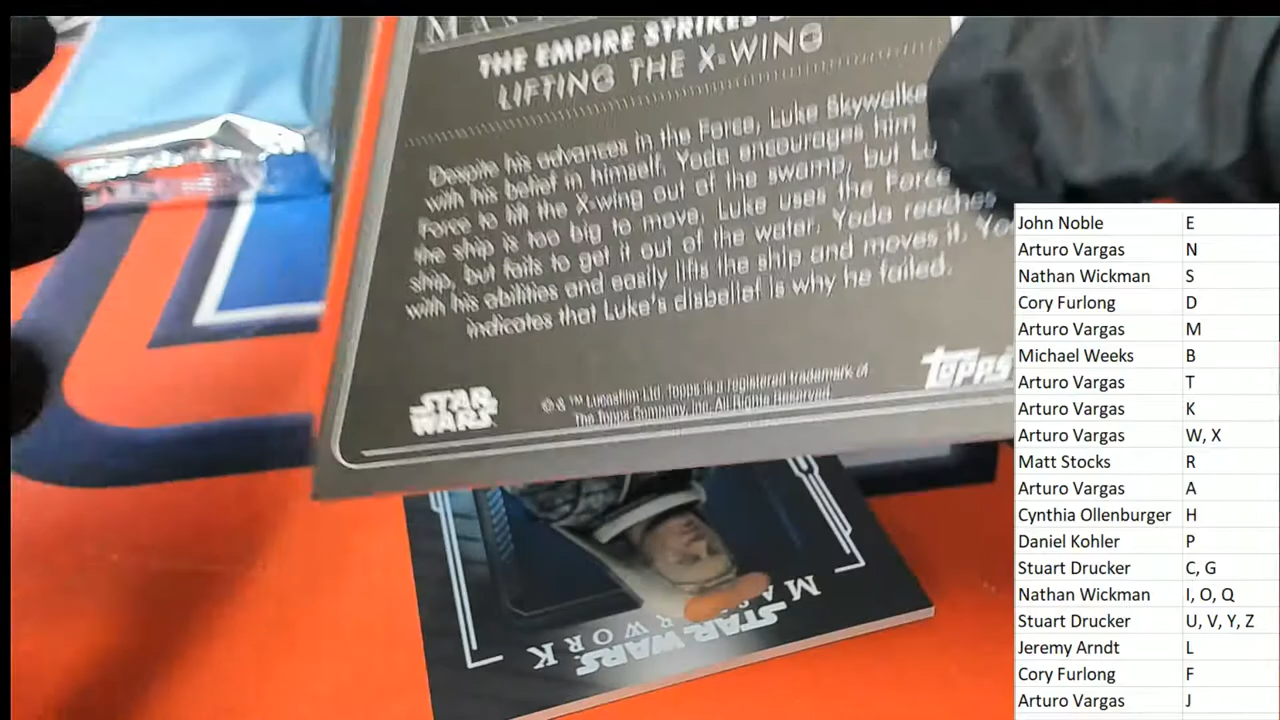 THE EMPIRE STRIKES
LIFTING THE X-WING
Despite his advances in the Force, Luke Skywalke
with his belief in himself. Yoda encourages him
Force to lift the X-wing out of the swamp, but Lu
the ship is too big to move. Luke uses the Force
ship, but fails to get it out of the water. Yoda reaches
with his abilities and easily lifts the ship and moves it. Yo
indicates that Luke's disbelief is why he failed.
STAR WARS
© & ™ Lucasfilm Ltd. Topps is a registered trademark of
The Topps Company, Inc. All Rights Reserved.
Topps
STAR WARS
MAS RWORK
John Noble E
Arturo Vargas N
Nathan Wickman S
Cory Furlong D
Arturo Vargas M
Michael Weeks B
Arturo Vargas T
Arturo Vargas K
Arturo Vargas W, X
Matt Stocks R
Arturo Vargas A
Cynthia Ollenburger H
Daniel Kohler P
Stuart Drucker C, G
Nathan Wickman I, O, Q
Stuart Drucker U, V, Y, Z
Jeremy Arndt L
Cory Furlong F
Arturo Vargas J